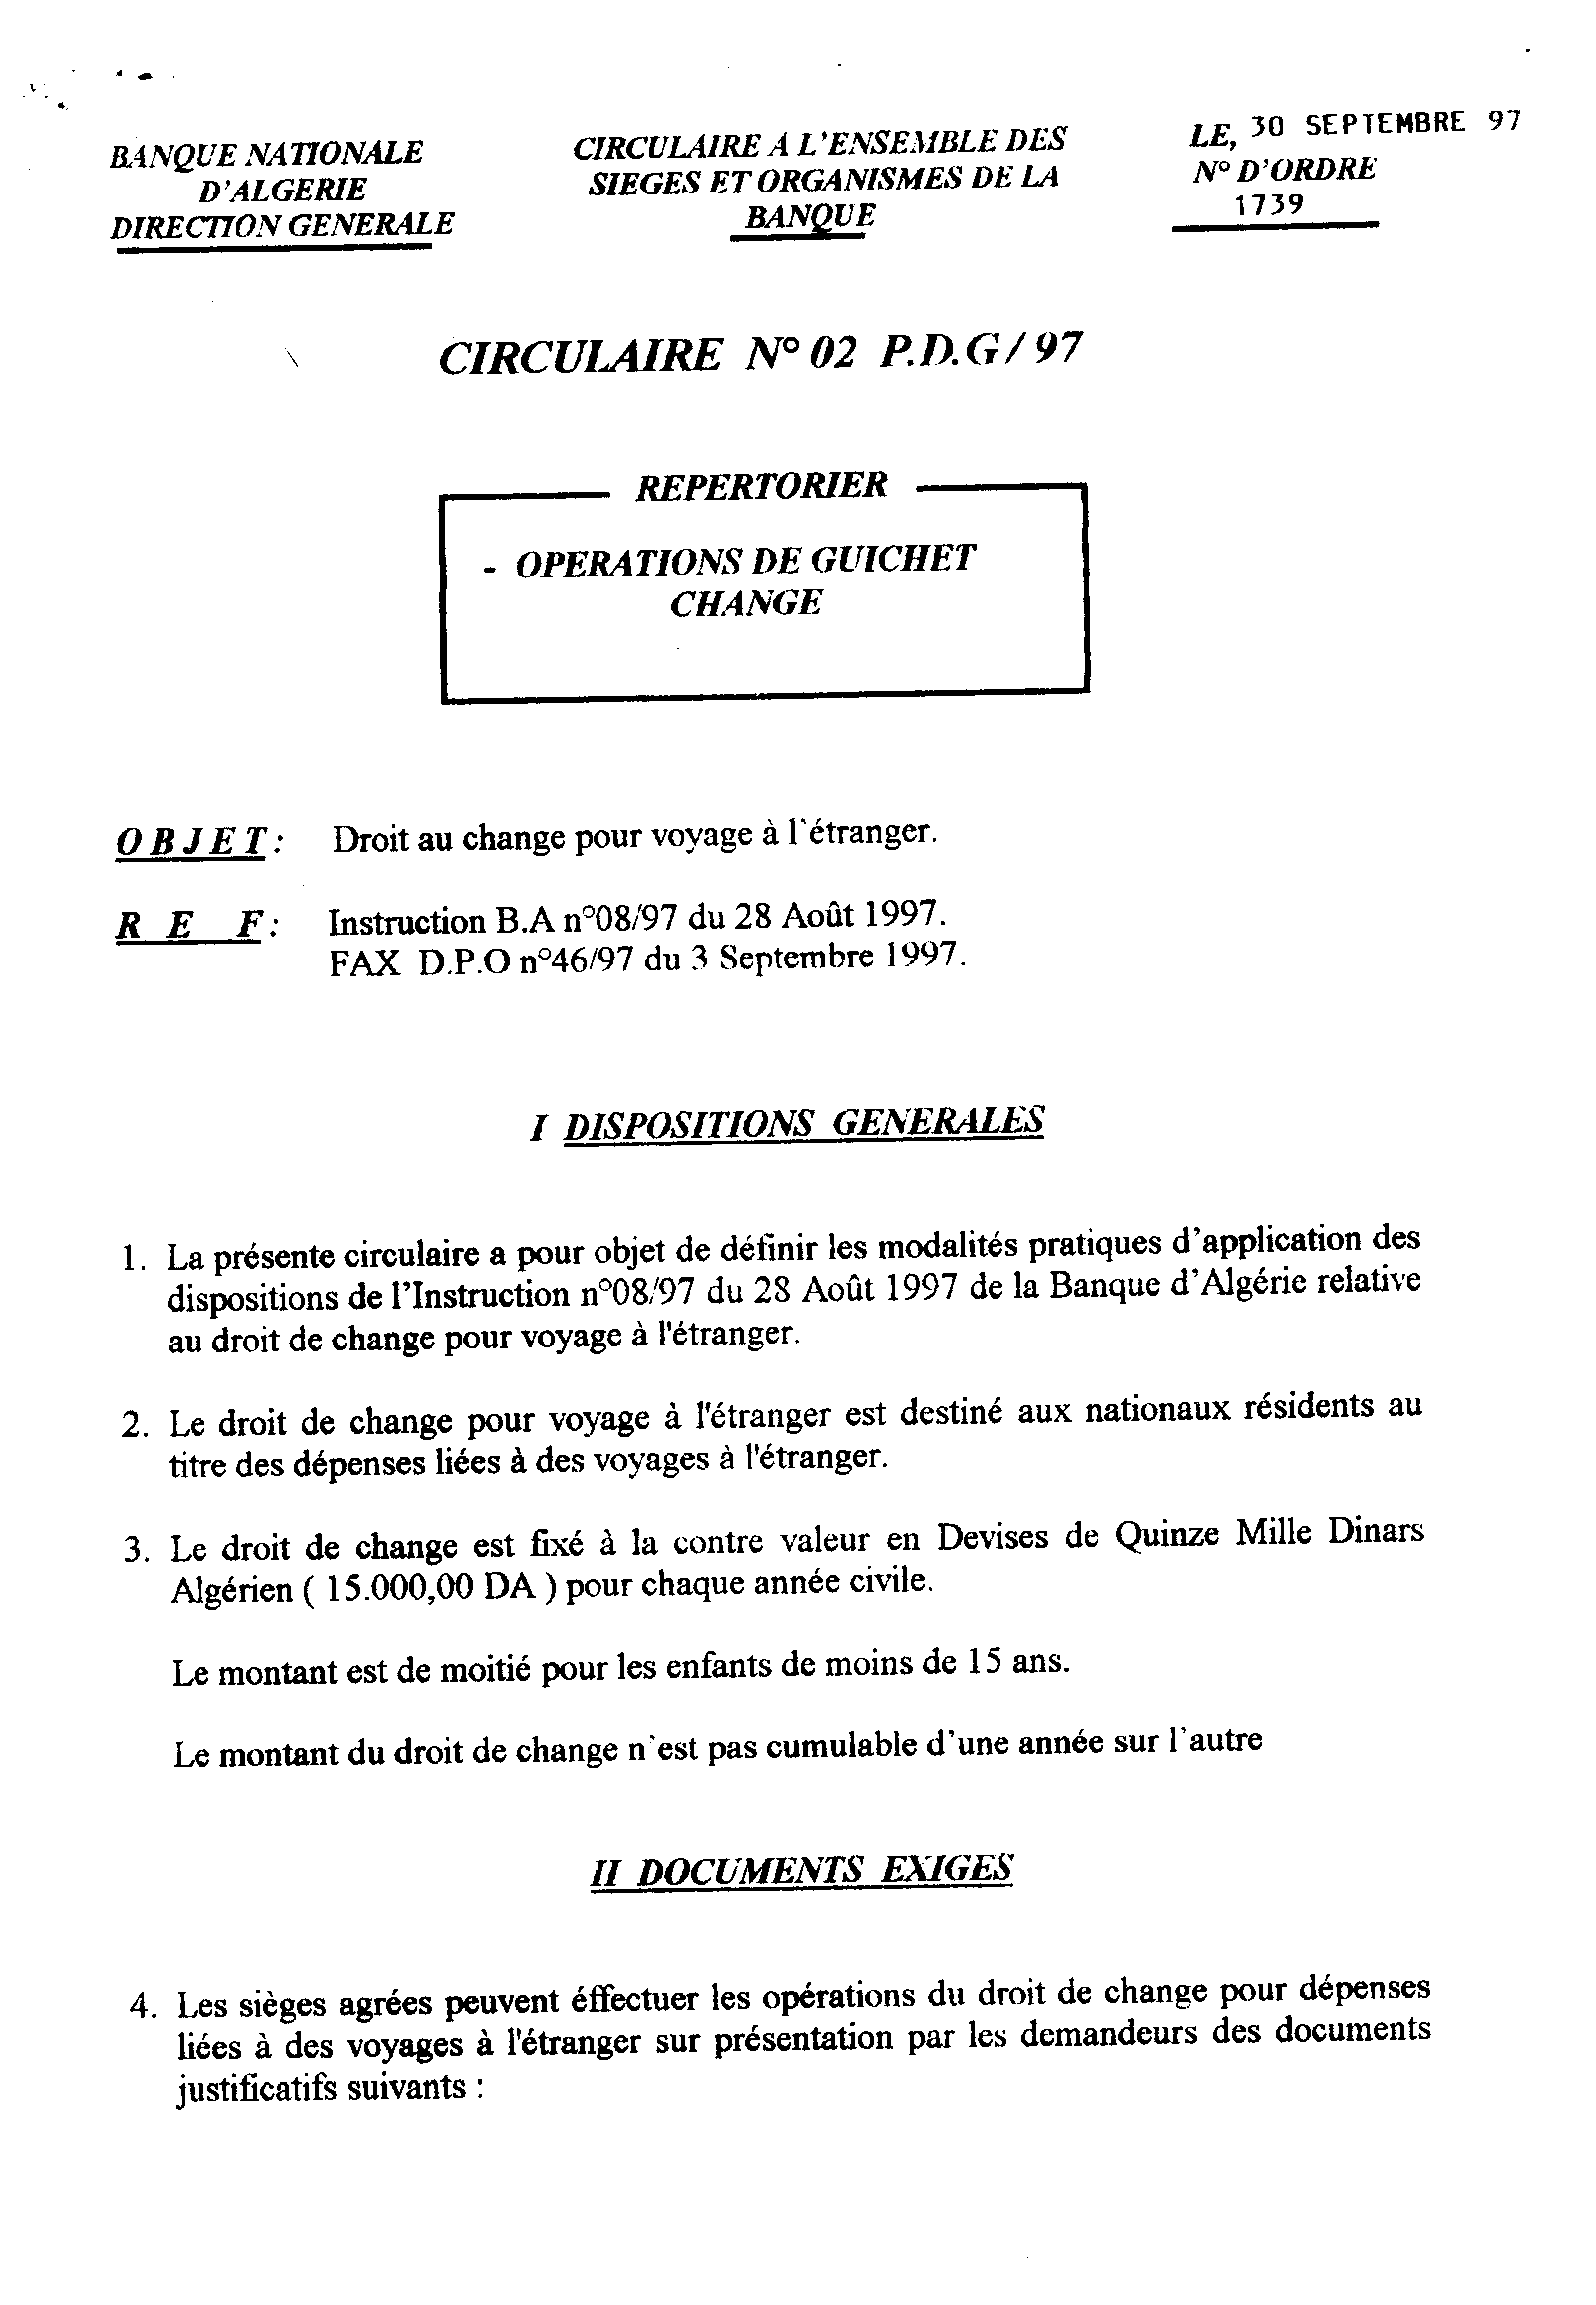 BANQUE NATIONALE
D'ALGERIE
DIRECTION GENERALE
CIRCULAIRE A L'ENSEMBLE DES
SIEGES ET ORGANISMES DE LA
BANQUE
LE, 30 SEPTEMBRE 97
N° D'ORDRE
1739
CIRCULAIRE N° 02 P.D.G / 97
REPERTORIER
- OPERATIONS DE GUICHET
CHANGE
O B J E T : Droit au change pour voyage à l'étranger.
R E F : Instruction B.A n°08/97 du 28 Août 1997.
FAX D.P.O n°46/97 du 3 Septembre 1997.
I DISPOSITIONS GENERALES
1. La présente circulaire a pour objet de définir les modalités pratiques d'application des
dispositions de l'Instruction n°08/97 du 28 Août 1997 de la Banque d'Algérie relative
au droit de change pour voyage à l'étranger.
2. Le droit de change pour voyage à l'étranger est destiné aux nationaux résidents au
titre des dépenses liées à des voyages à l'étranger.
3. Le droit de change est fixé à la contre valeur en Devises de Quinze Mille Dinars
Algérien ( 15.000,00 DA ) pour chaque année civile.
Le montant est de moitié pour les enfants de moins de 15 ans.
Le montant du droit de change n'est pas cumulable d'une année sur l'autre
II DOCUMENTS EXIGES
4. Les sièges agrées peuvent éffectuer les opérations du droit de change pour dépenses
liées à des voyages à l'étranger sur présentation par les demandeurs des documents
justificatifs suivants :